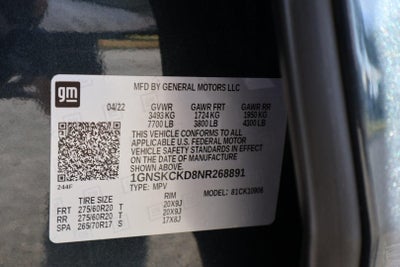 gm
MFD BY GENERAL MOTORS LLC
04/22 GVWR GAWR FRT GAWR RR
3493 KG 1724 KG 1950 KG
7700 LB 3800 LB 4300 LB
THIS VEHICLE CONFORMS TO ALL
APPLICABLE U.S. FEDERAL MOTOR
VEHICLE SAFETY STANDARDS IN
EFFECT ON THE DATE OF MANUFACTURE
SHOWN ABOVE.
1GNSKCKD8NR268891
244F TYPE: MPV MODEL: 81CK10906
TIRE SIZE RIM
FRT 275/60R20 T 20X9J
RR 275/60R20 T 20X9J
SPA 265/70R17 S 17X8J